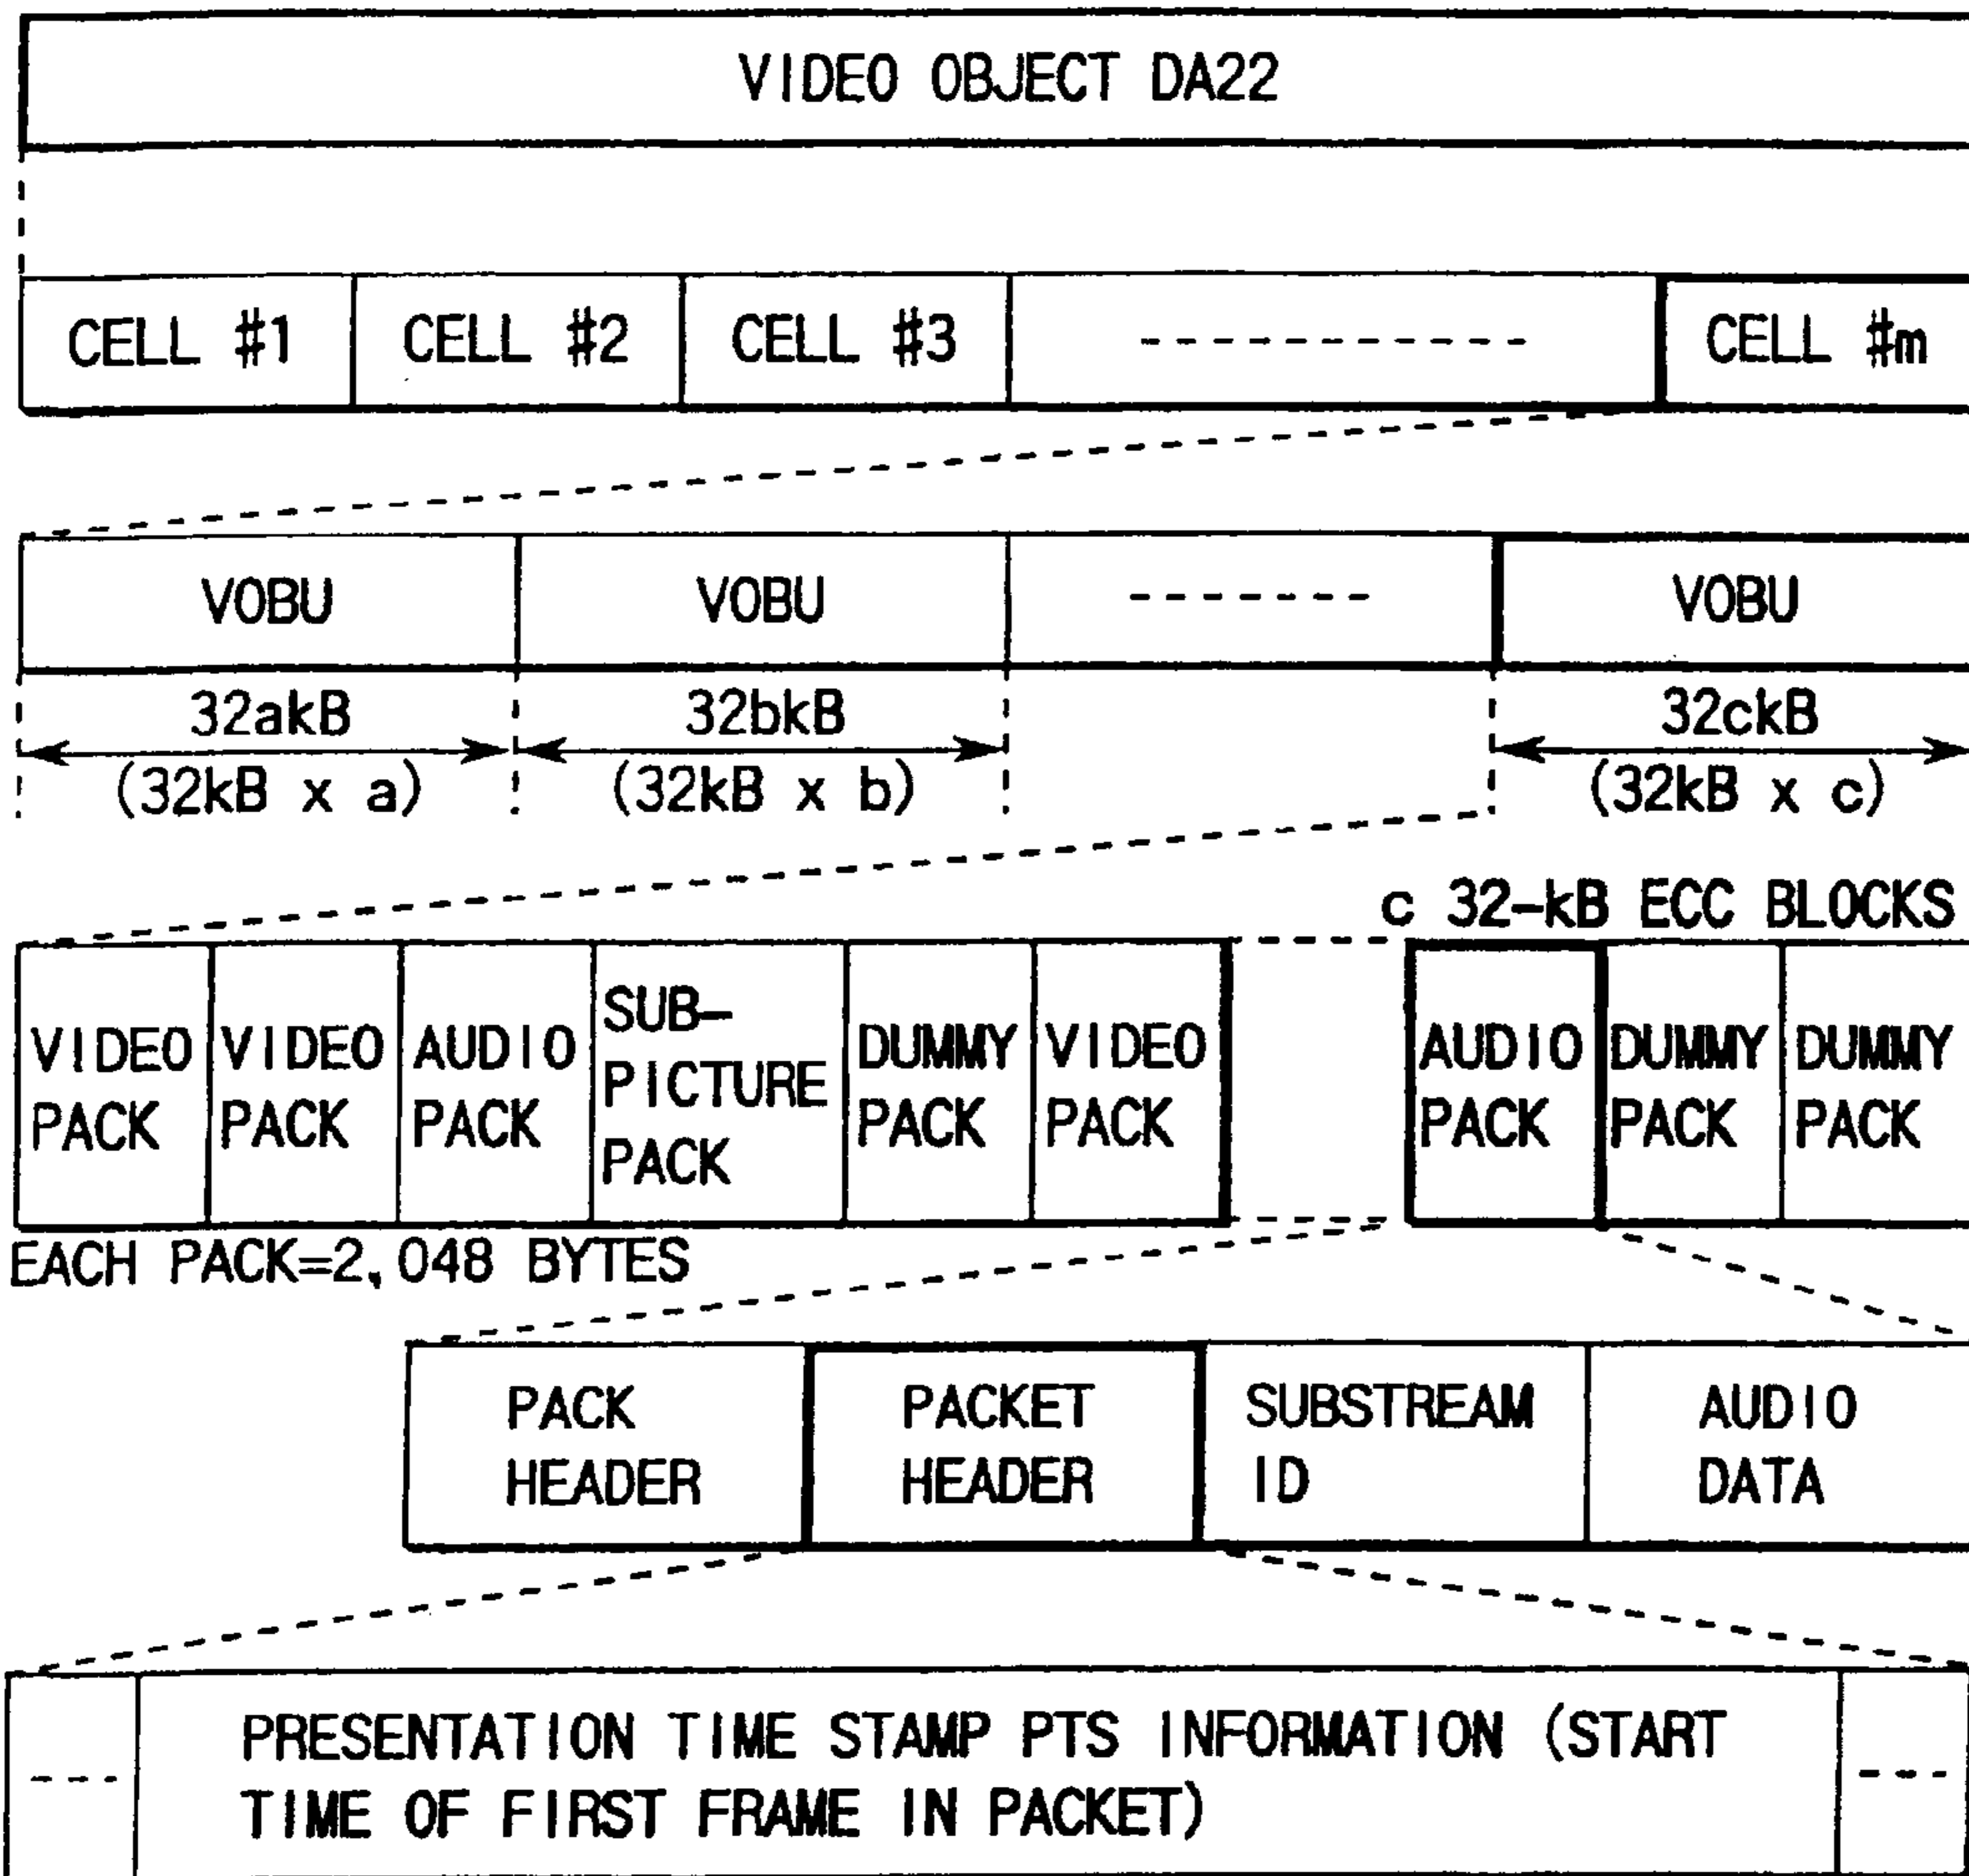 VIDEO OBJECT DA22
CELL #1 CELL #2 CELL #3 ------------ CELL #m
VOBU VOBU ------- VOBU
32akB 32bkB 32ckB
(32kB x a) (32kB x b) (32kB x c)
c 32-kB ECC BLOCKS
VIDEO PACK
VIDEO PACK
AUDIO PACK
SUB-
PICTURE
PACK
DUMMY PACK
VIDEO PACK
AUDIO PACK
DUMMY PACK
DUMMY PACK
EACH PACK=2,048 BYTES
PACK HEADER
PACKET HEADER
SUBSTREAM ID
AUDIO DATA
--- PRESENTATION TIME STAMP PTS INFORMATION (START ---
TIME OF FIRST FRAME IN PACKET)